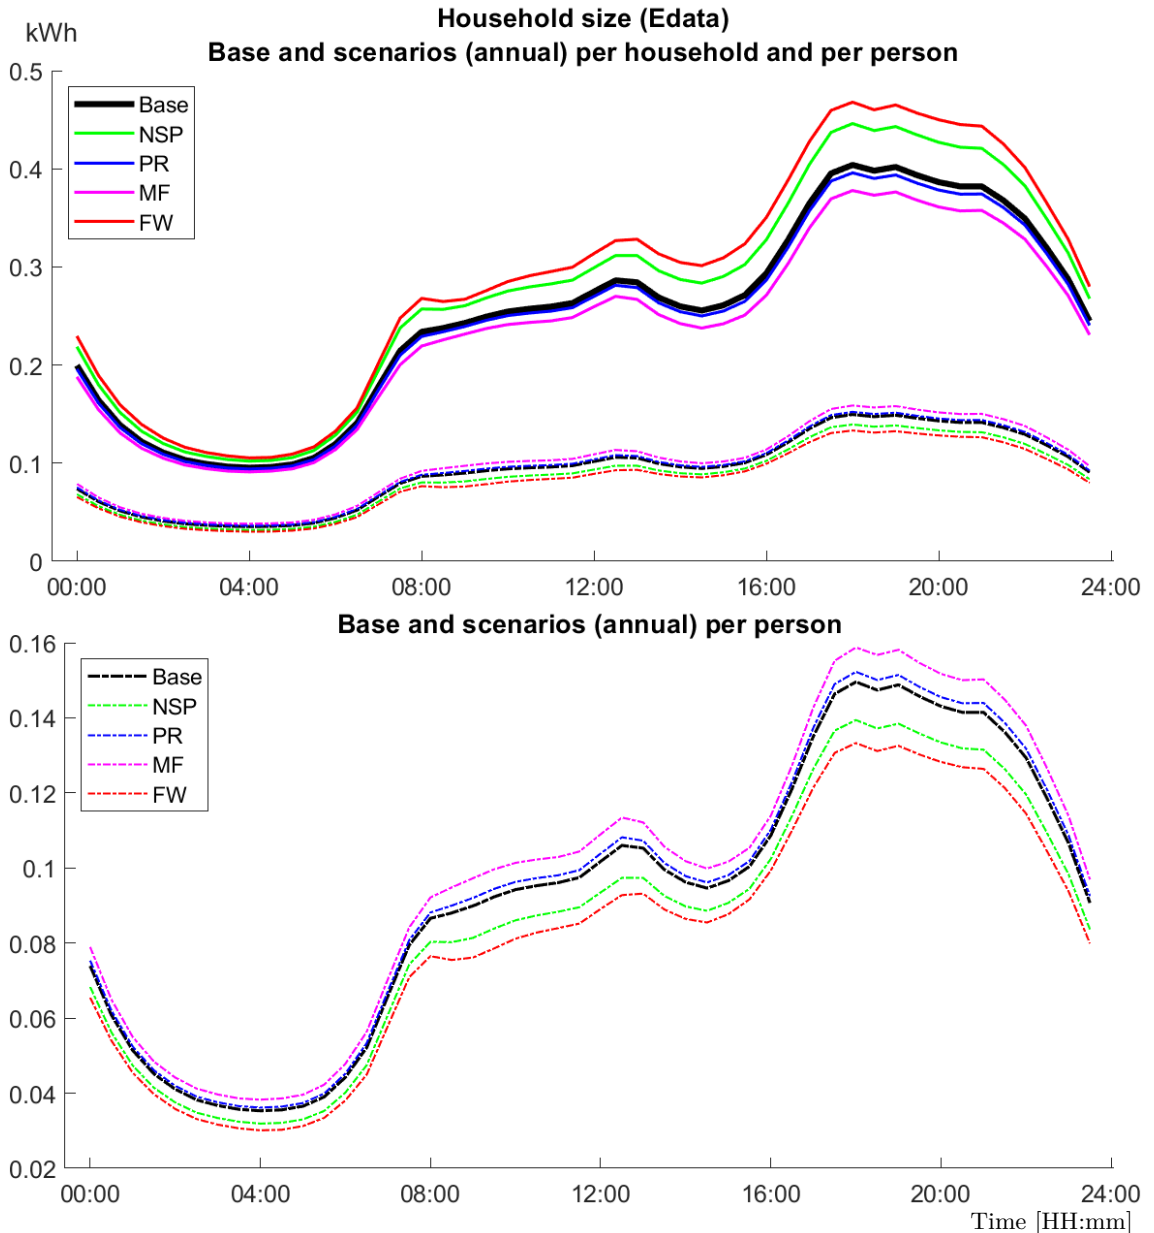 Household size (Edata)
kWh
Base and scenarios (annual) per household and per person
0.5
Base
NSP
PR
MF
FW
0.4
0.3
0.2
0.1
0
00:00 04:00 08:00 12:00 16:00 20:00 24:00
Base and scenarios (annual) per person
0.16
Base
NSP
PR
MF
FW
0.14
0.12
0.1
0.08
0.06
0.04
0.02
00:00 04:00 08:00 12:00 16:00 20:00 24:00
Time [HH:mm]